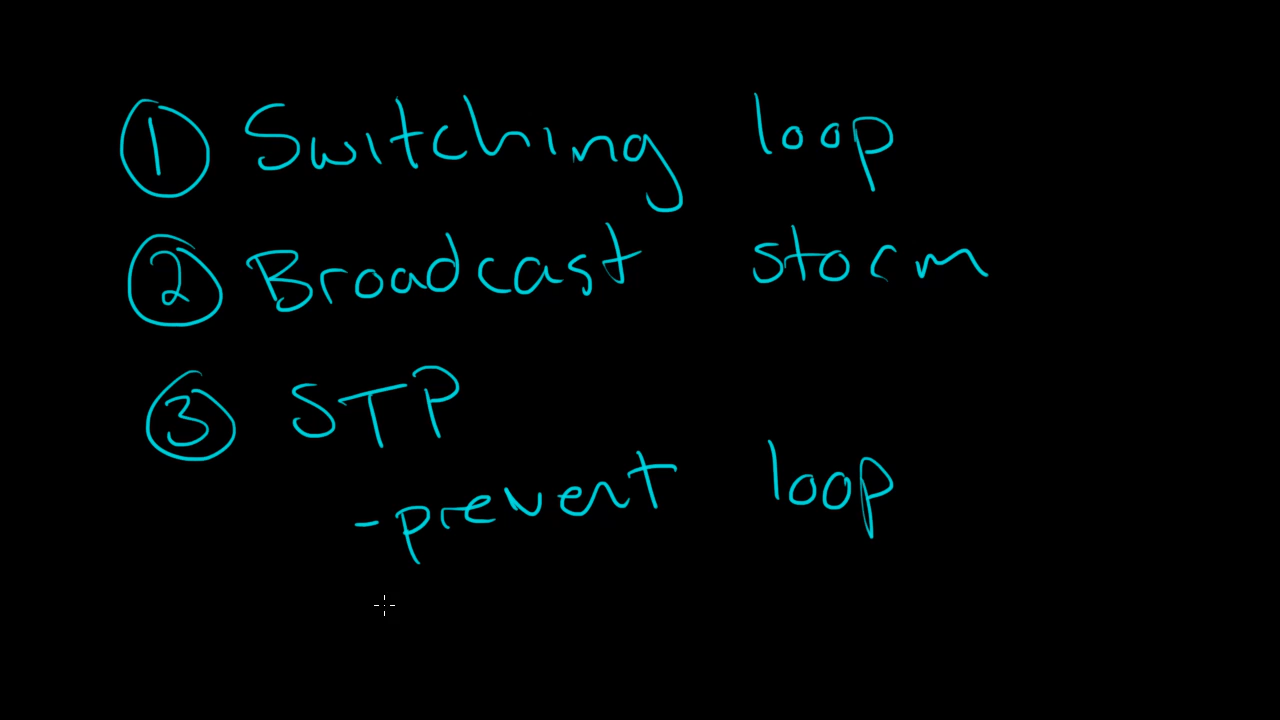 ① Switching loop
② Broadcast storm
③ STP
-prevent loop